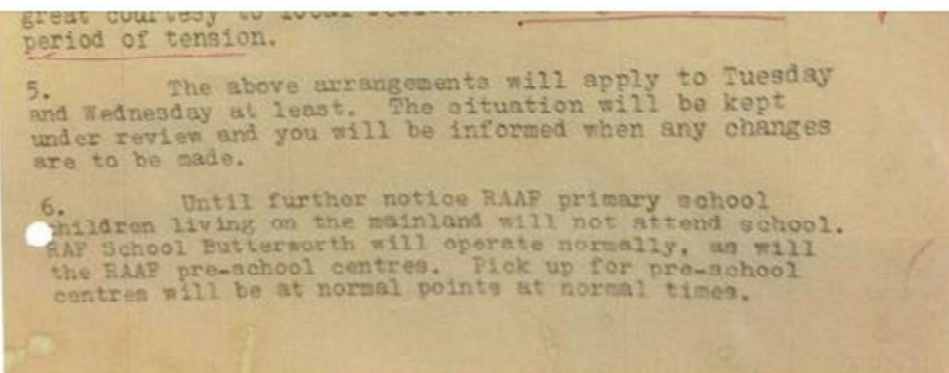 great courtesy to local
period of tension.
5. The above arrangements will apply to Tuesday
and Wednesday at least. The situation will be kept
under review and you will be informed when any changes
are to be made.
6. Until further notice RAAF primary school
children living on the mainland will not attend school.
RAF School Butterworth will operate normally, as will
the RAAF pre-school centres. Pick up for pre-school
centres will be at normal points at normal times.